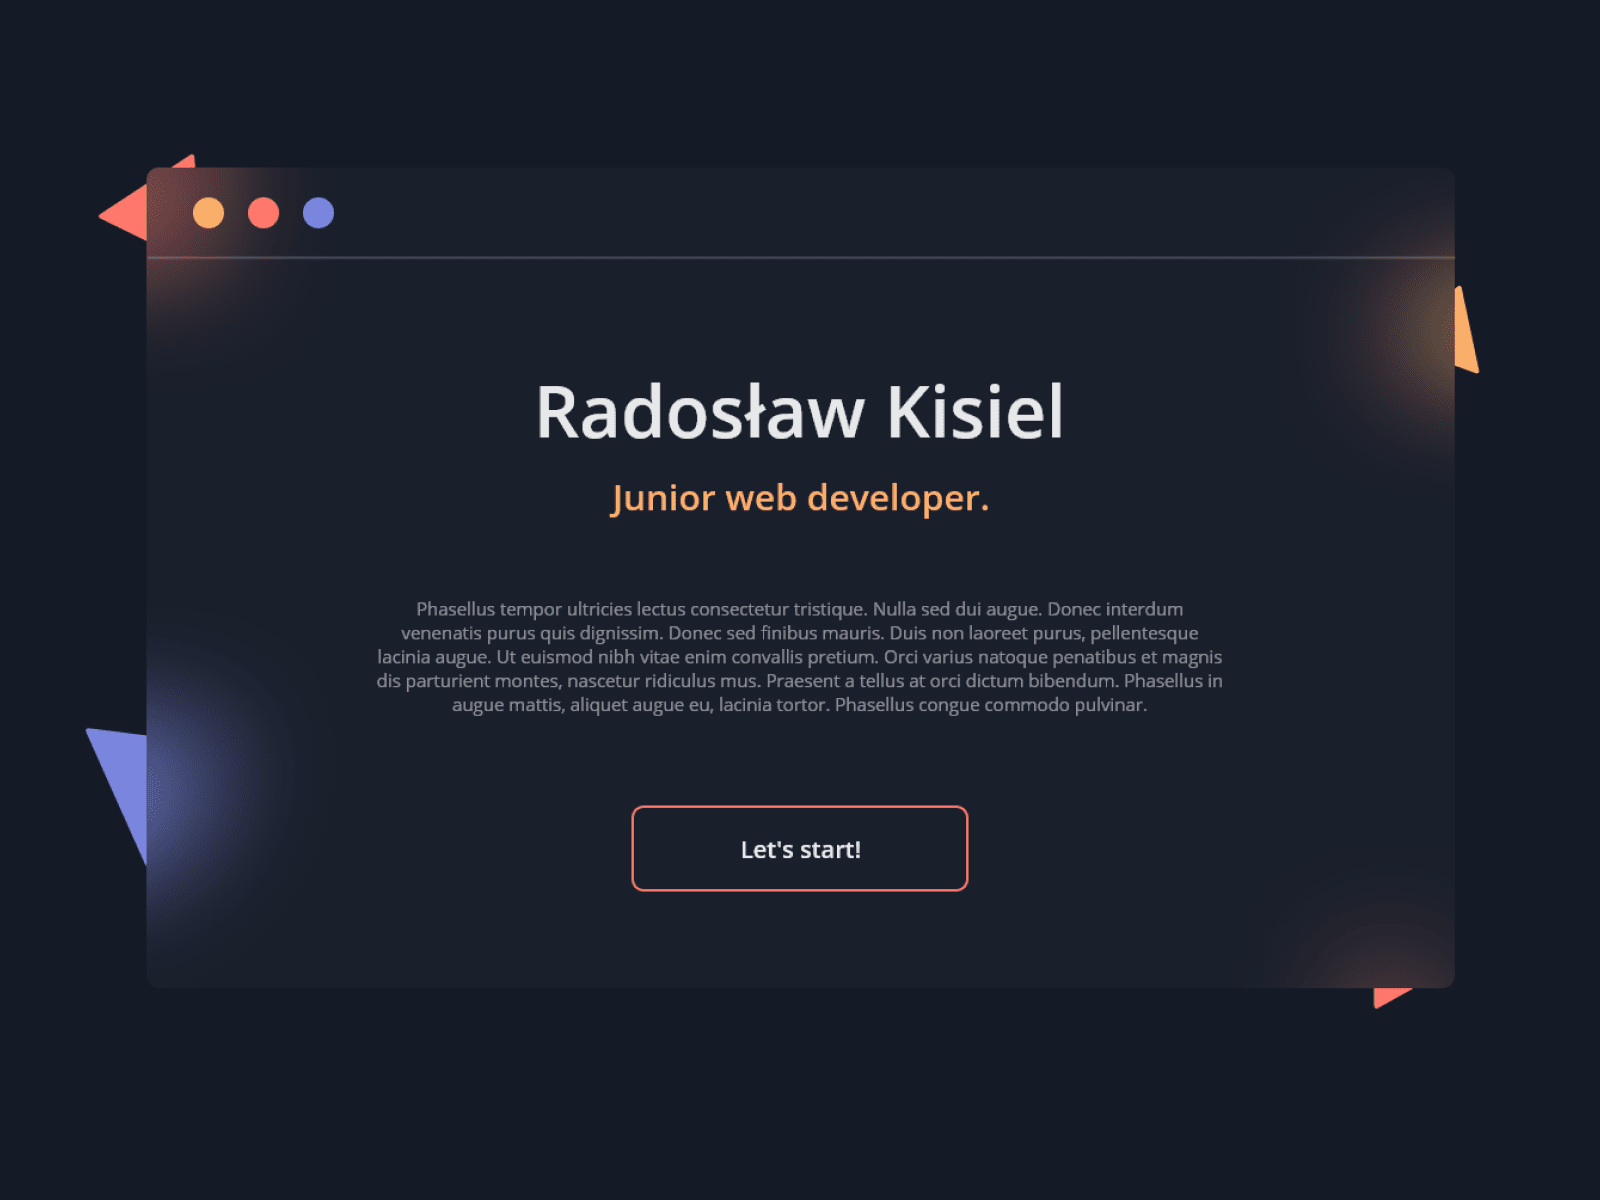 Radosław Kisiel
Junior web developer.
Phasellus tempor ultricies lectus consectetur tristique. Nulla sed dui augue. Donec interdum
venenatis purus quis dignissim. Donec sed finibus mauris. Duis non laoreet purus, pellentesque
lacinia augue. Ut euismod nibh vitae enim convallis pretium. Orci varius natoque penatibus et magnis
dis parturient montes, nascetur ridiculus mus. Praesent a tellus at orci dictum bibendum. Phasellus in
augue mattis, aliquet augue eu, lacinia tortor. Phasellus congue commodo pulvinar.
Let's start!